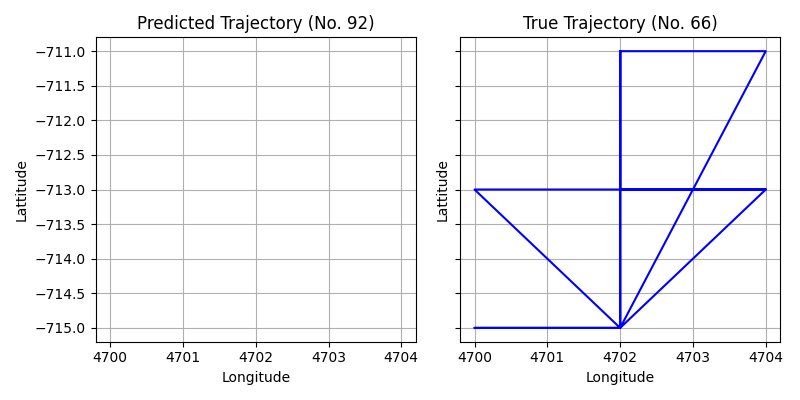 Predicted Trajectory (No. 92)
−711.0
−711.5
−712.0
−712.5
−713.0
−713.5
−714.0
−714.5
−715.0
Lattitude
4700 4701 4702 4703 4704
Longitude
True Trajectory (No. 66)
Lattitude
4700 4701 4702 4703 4704
Longitude